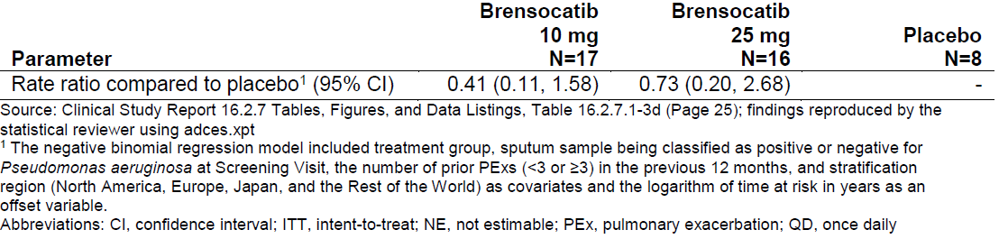 Brensocatib Brensocatib
10 mg 25 mg Placebo
Parameter N=17 N=16 N=8
Rate ratio compared to placebo¹ (95% CI) 0.41 (0.11, 1.58) 0.73 (0.20, 2.68) -
Source: Clinical Study Report 16.2.7 Tables, Figures, and Data Listings, Table 16.2.7.1-3d (Page 25); findings reproduced by the
statistical reviewer using adces.xpt
¹ The negative binomial regression model included treatment group, sputum sample being classified as positive or negative for
Pseudomonas aeruginosa at Screening Visit, the number of prior PExs (<3 or ≥3) in the previous 12 months, and stratification
region (North America, Europe, Japan, and the Rest of the World) as covariates and the logarithm of time at risk in years as an
offset variable.
Abbreviations: CI, confidence interval; ITT, intent-to-treat; NE, not estimable; PEx, pulmonary exacerbation; QD, once daily